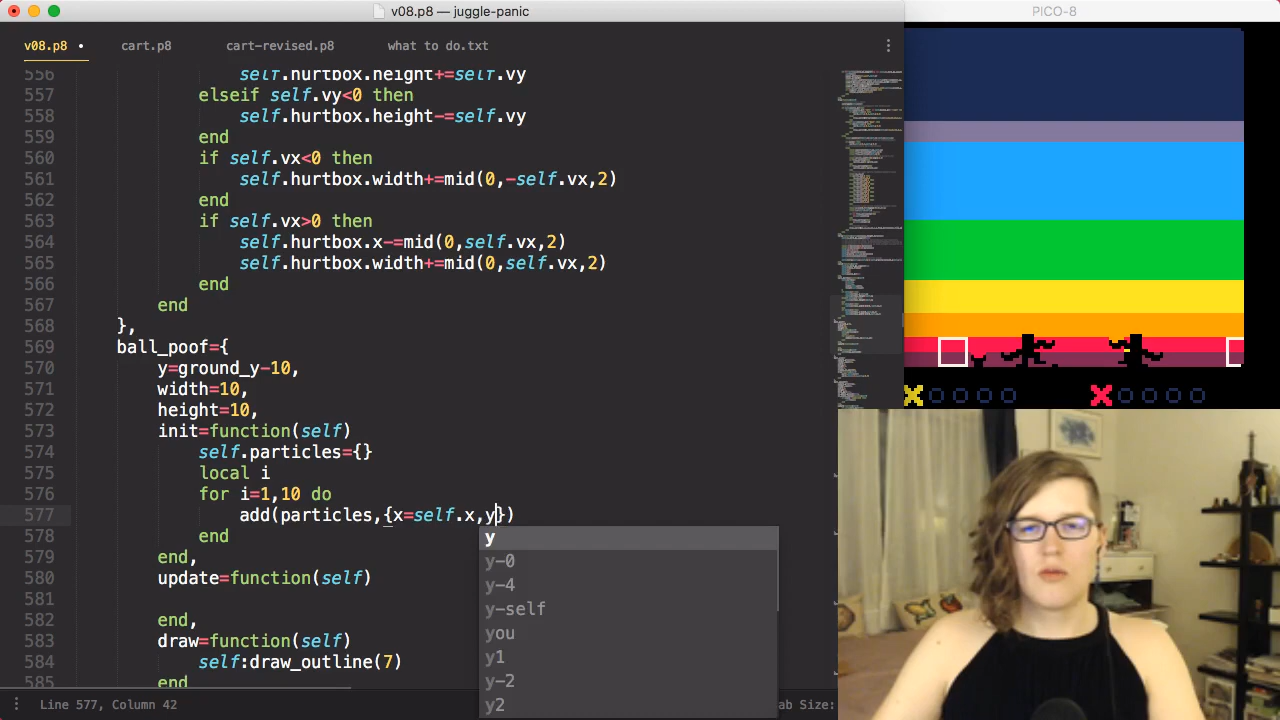 v08.p8 — juggle-panic
PICO-8
v08.p8 •
cart.p8
cart-revised.p8
what to do.txt
556 self.hurtbox.height+=self.vy
557 elseif self.vy<0 then
558 self.hurtbox.height-=self.vy
559 end
560 if self.vx<0 then
561 self.hurtbox.width+=mid(0,-self.vx,2)
562 end
563 if self.vx>0 then
564 self.hurtbox.x-=mid(0,self.vx,2)
565 self.hurtbox.width+=mid(0,self.vx,2)
566 end
567 end
568 },
569 ball_poof={
570 y=ground_y-10,
571 width=10,
572 height=10,
573 init=function(self)
574 self.particles={}
575 local i
576 for i=1,10 do
577 add(particles,{x=self.x,y})
578 end
579 end,
580 update=function(self)
581
582 end,
583 draw=function(self)
584 self:draw_outline(7)
585 end
y
y-0
y-4
y-self
you
y1
y-2
y2
Line 577, Column 42
ab Size: